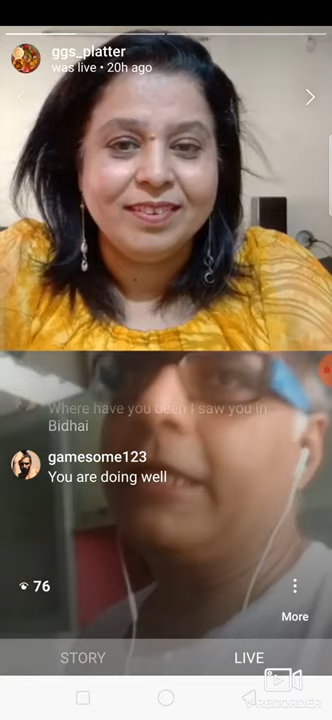 ggs_platter
was live • 20h ago
Where have you been I saw you in
Bidhai
gamesome123
You are doing well
76
More
STORY
LIVE
RECORDER